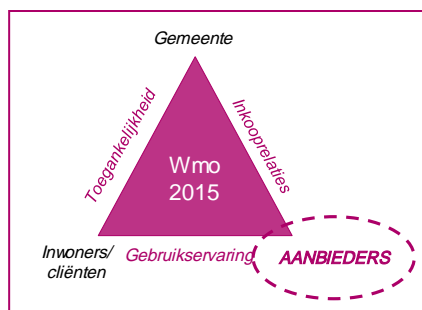 Gemeente
Toegankelijkheid
Inkooprelaties
Wmo
2015
Inwoners/
cliënten
Gebruikservaring
AANBIEDERS